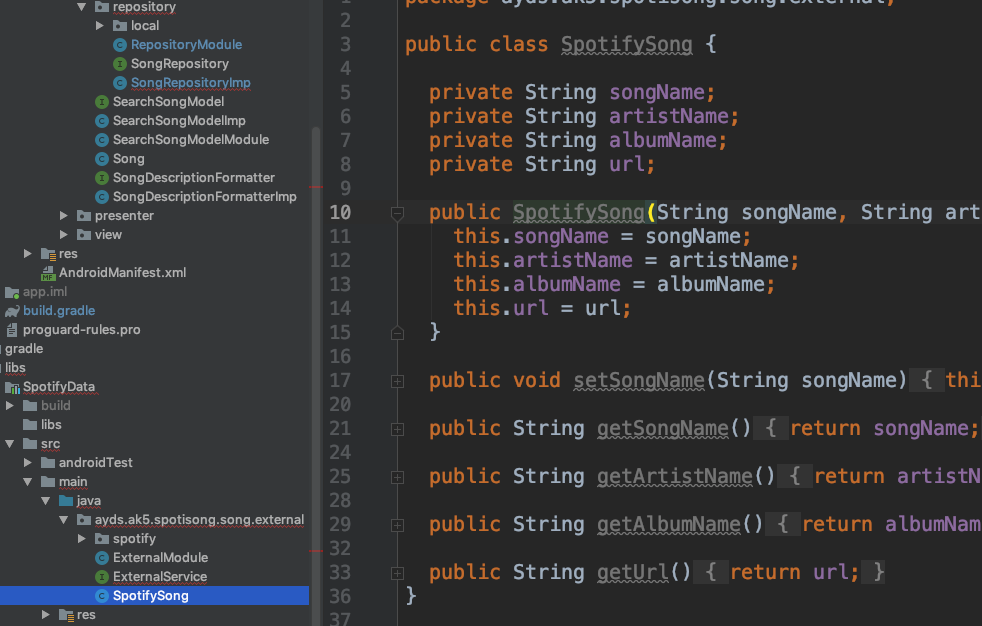 repository
local
RepositoryModule
SongRepository
SongRepositoryImp
SearchSongModel
SearchSongModelImp
SearchSongModelModule
Song
SongDescriptionFormatter
SongDescriptionFormatterImp
presenter
view
res
AndroidManifest.xml
app.iml
build.gradle
proguard-rules.pro
gradle
libs
SpotifyData
build
libs
src
androidTest
main
java
ayds.ak5.spotisong.song.external
spotify
ExternalModule
ExternalService
SpotifySong
res
package ayds.ak5.spotisong.song.external;
2
3 public class SpotifySong {
4
5 private String songName;
6 private String artistName;
7 private String albumName;
8 private String url;
9
10 public SpotifySong(String songName, String art
11 this.songName = songName;
12 this.artistName = artistName;
13 this.albumName = albumName;
14 this.url = url;
15 }
16
17 public void setSongName(String songName) { thi
20
21 public String getSongName() { return songName;
24
25 public String getArtistName() { return artistN
28
29 public String getAlbumName() { return albumNam
32
33 public String getUrl() { return url; }
36 }
37